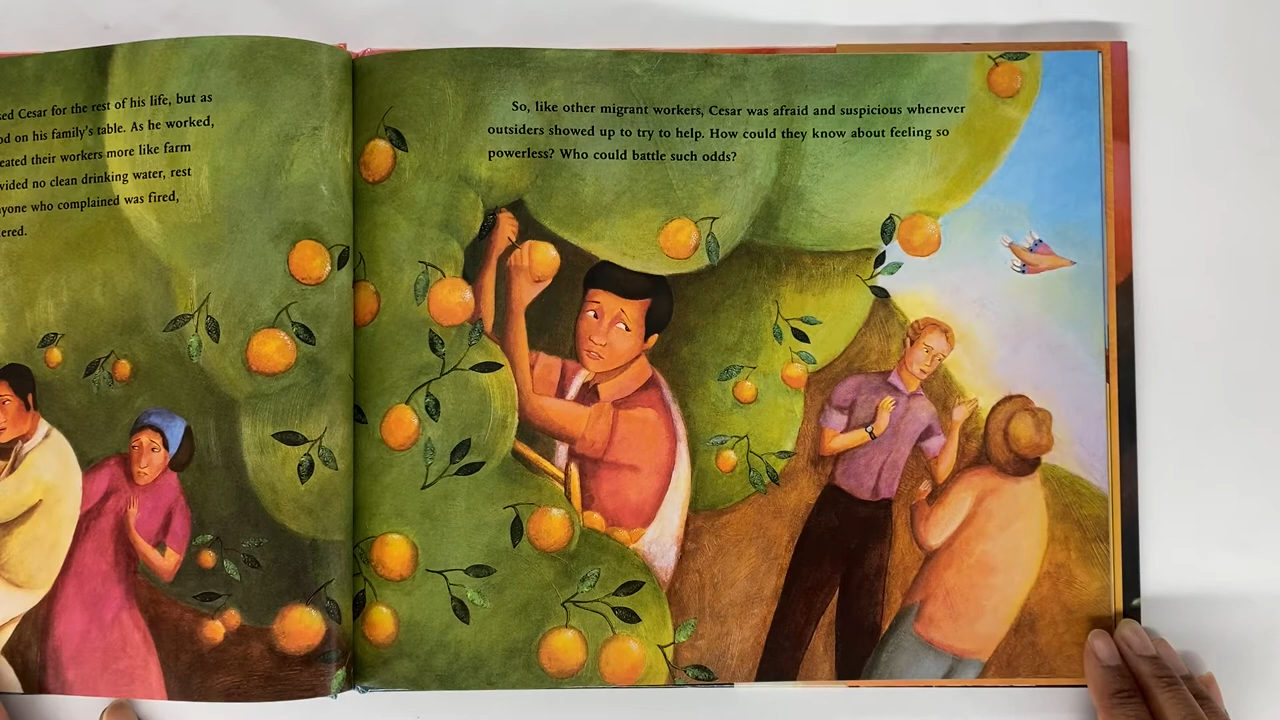 ked Cesar for the rest of his life, but as
od on his family's table. As he worked,
eated their workers more like farm
vided no clean drinking water, rest
yone who complained was fired,
ered.
So, like other migrant workers, Cesar was afraid and suspicious whenever
outsiders showed up to try to help. How could they know about feeling so
powerless? Who could battle such odds?